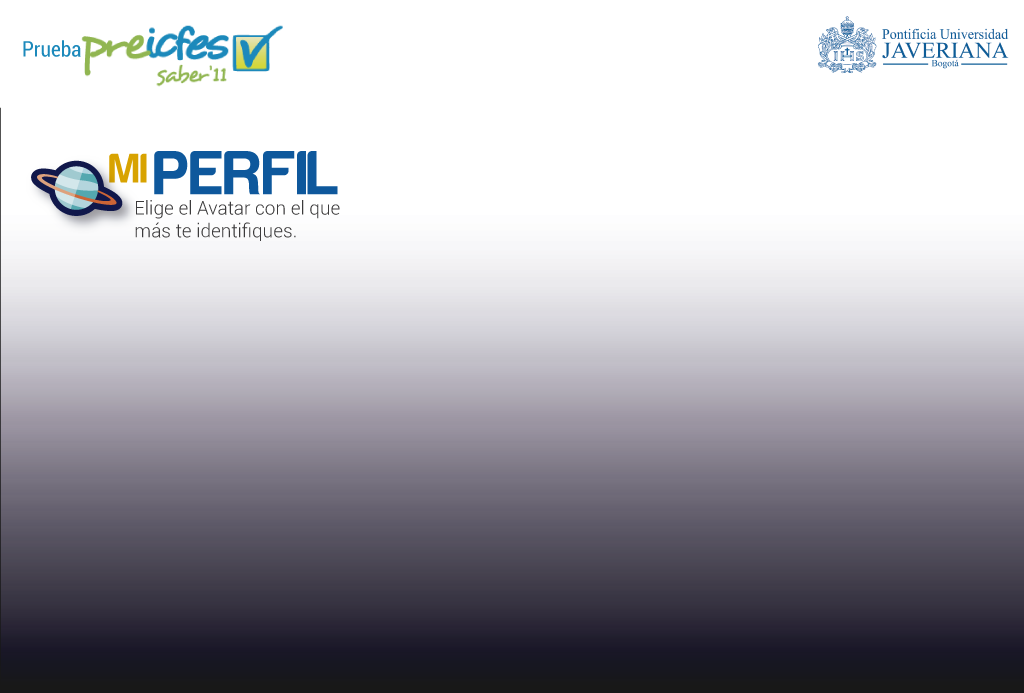 Prueba preicfes
saber'11
Pontificia Universidad
JAVERIANA
Bogotá
MI PERFIL
Elige el Avatar con el que
más te identifiques.